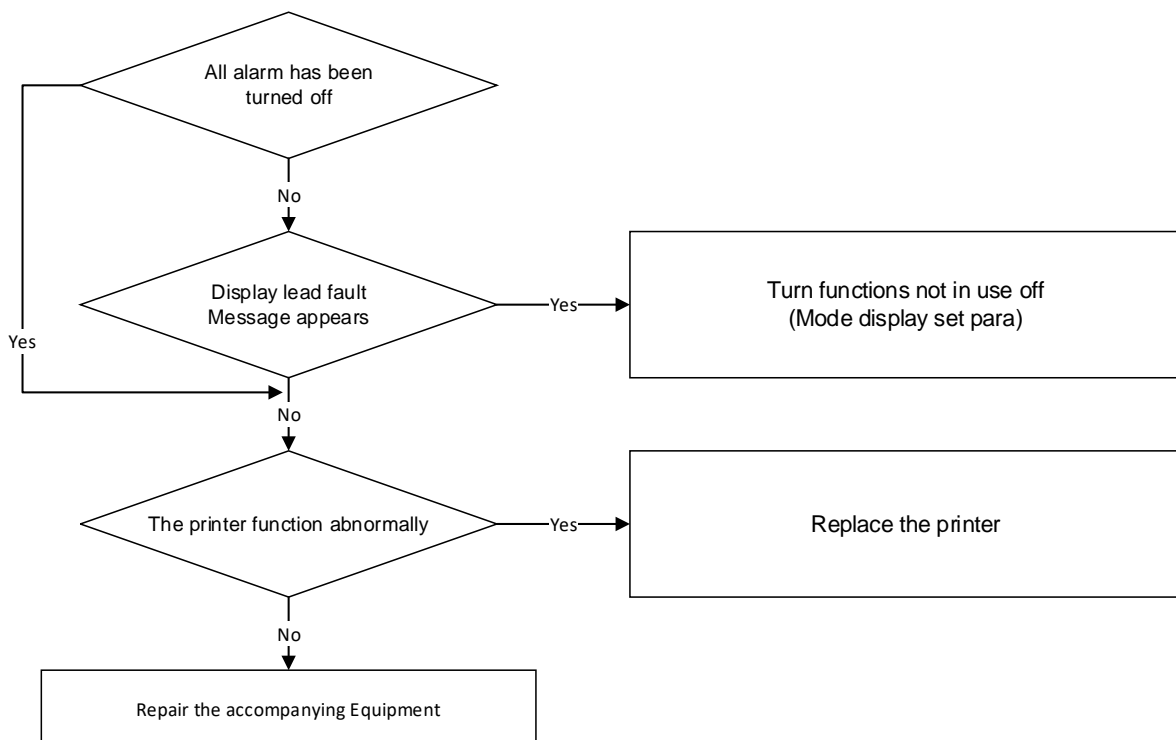 All alarm has been
turned off
No
Display lead fault
Message appears
Yes
Turn functions not in use off
(Mode display set para)
Yes
No
The printer function abnormally
Yes
Replace the printer
No
Repair the accompanying Equipment